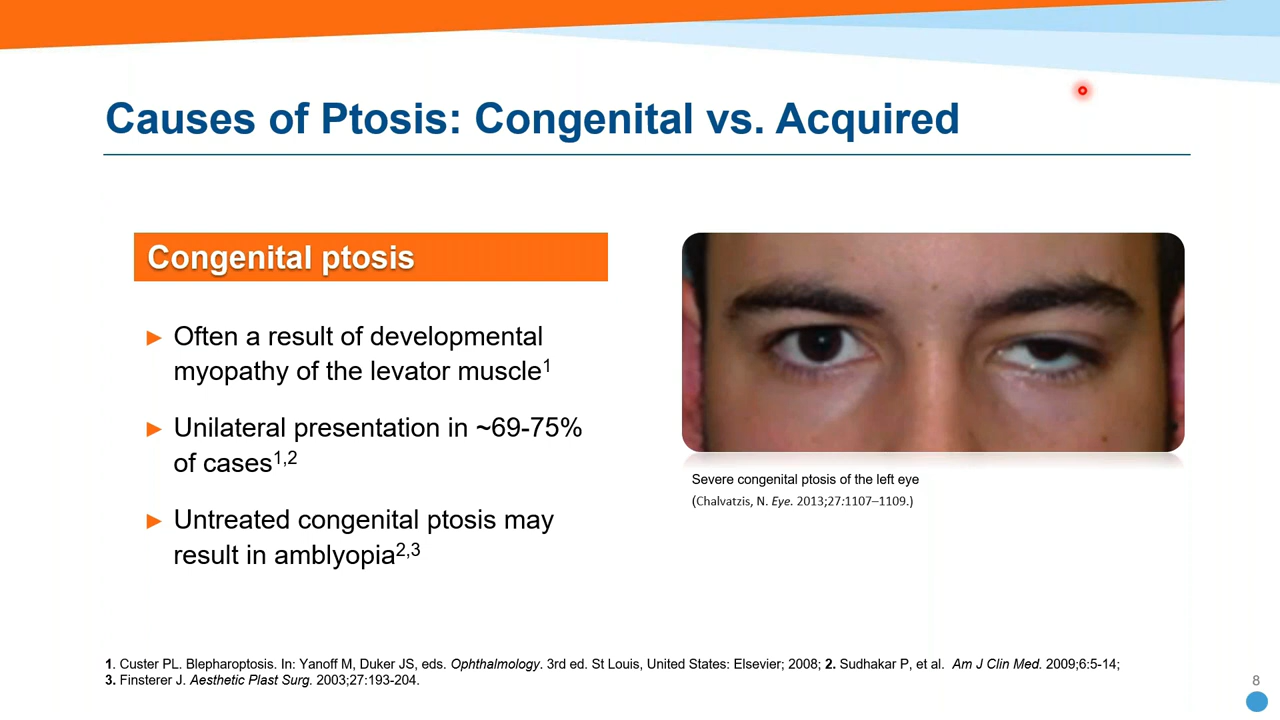 Causes of Ptosis: Congenital vs. Acquired
Congenital ptosis
► Often a result of developmental
myopathy of the levator muscle1
► Unilateral presentation in ~69-75%
of cases1,2
► Untreated congenital ptosis may
result in amblyopia2,3
Severe congenital ptosis of the left eye
(Chalvatzis, N. Eye. 2013;27:1107–1109.)
1. Custer PL. Blepharoptosis. In: Yanoff M, Duker JS, eds. Ophthalmology. 3rd ed. St Louis, United States: Elsevier; 2008; 2. Sudhakar P, et al. Am J Clin Med. 2009;6:5-14;
3. Finsterer J. Aesthetic Plast Surg. 2003;27:193-204.
8